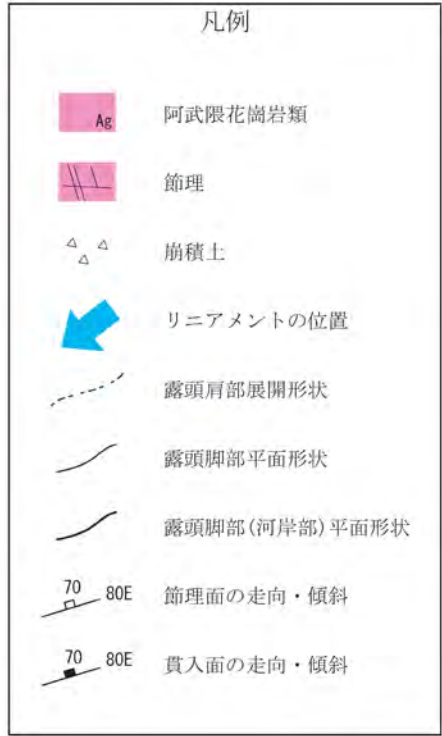 凡例
Ag 阿武隈花崗岩類
節理
崩積土
リニアメントの位置
露頭肩部展開形状
露頭脚部平面形状
露頭脚部(河岸部)平面形状
70 80E 節理面の走向・傾斜
70 80E 貫入面の走向・傾斜